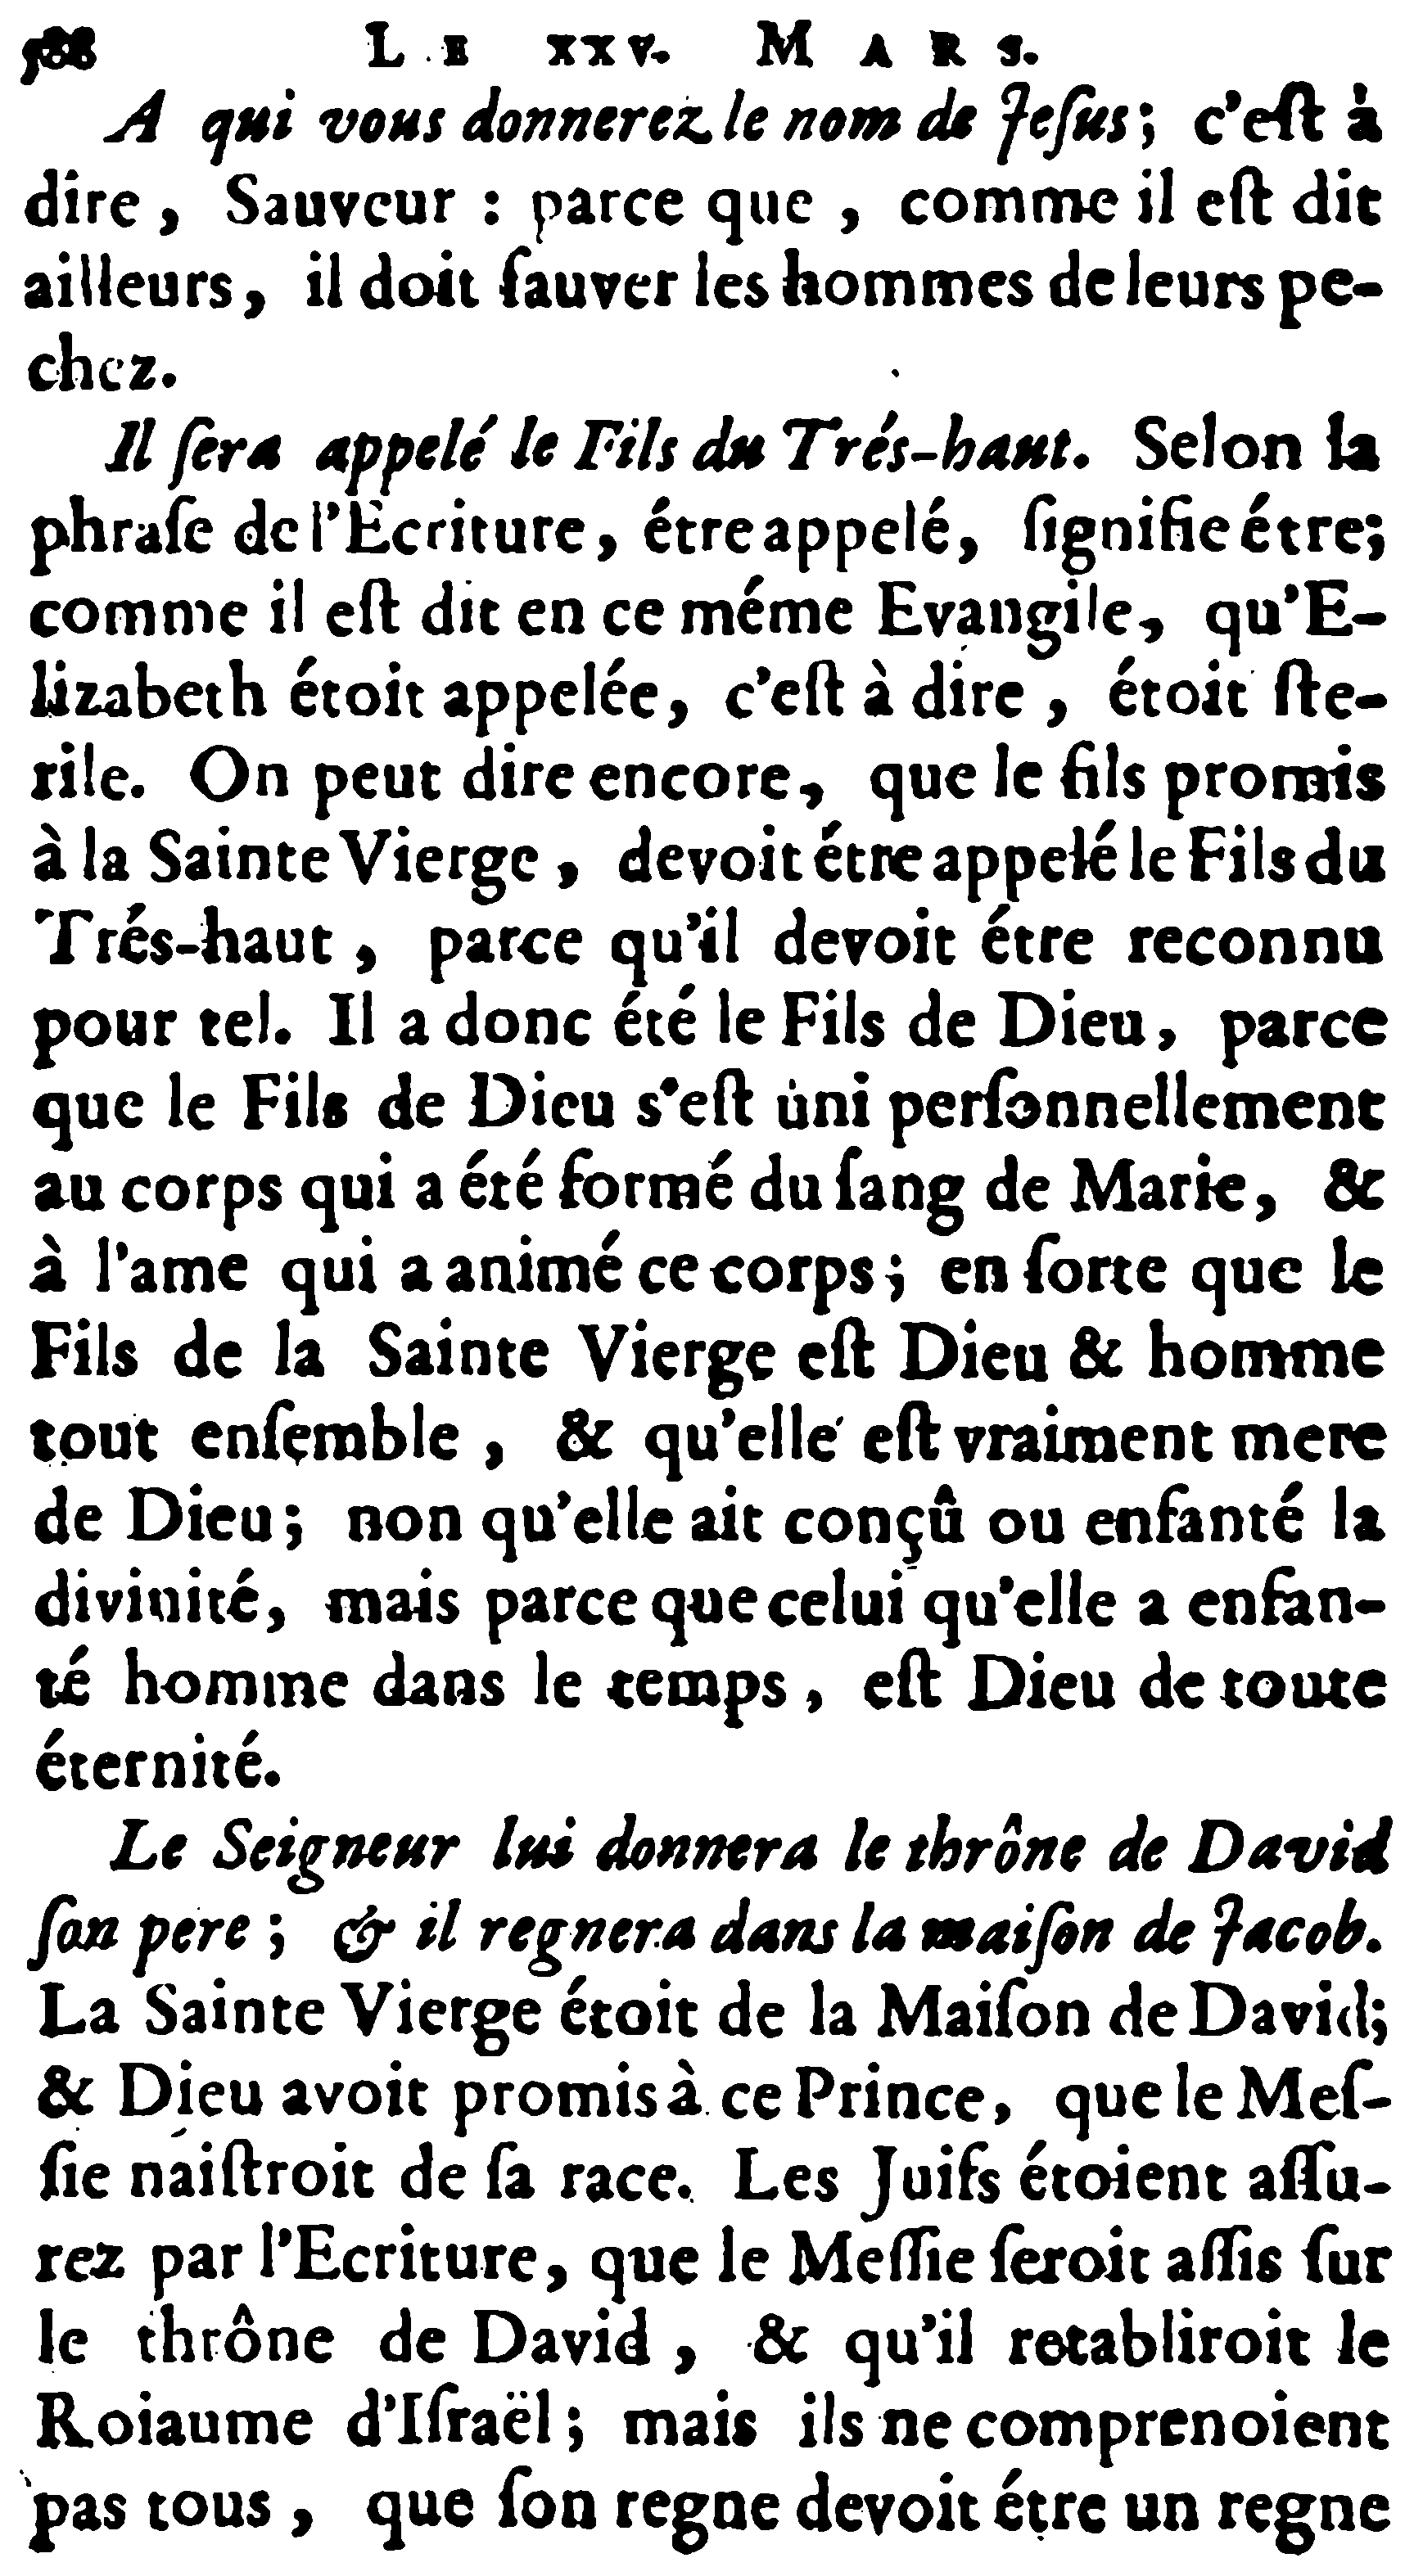 588 LE XXV. MARS.
A qui vous donnerez le nom de Jeſus; c'eſt à
dire, Sauveur : parce que, comme il eſt dit
ailleurs, il doit ſauver les hommes de leurs pe-
chez.
Il ſera appelé le Fils du Trés-haut. Selon la
phraſe de l'Ecriture, étre appelé, ſignifie étre;
comme il eſt dit en ce méme Evangile, qu'E-
lizabeth étoit appelée, c'eſt à dire, étoit ſte-
rile. On peut dire encore, que le fils promis
à la Sainte Vierge, devoit étre appelé le Fils du
Trés-haut, parce qu'il devoit étre reconnu
pour tel. Il a donc été le Fils de Dieu, parce
que le Fils de Dieu s'eſt uni perſonnellement
au corps qui a été formé du ſang de Marie, &
à l'ame qui a animé ce corps; en ſorte que le
Fils de la Sainte Vierge eſt Dieu & homme
tout enſemble, & qu'elle eſt vraiment mere
de Dieu; non qu'elle ait conçû ou enfanté la
divinité, mais parce que celui qu'elle a enfan-
té homme dans le temps, eſt Dieu de toute
éternité.
Le Seigneur lui donnera le thrône de David
ſon pere; & il regnera dans la maiſon de Jacob.
La Sainte Vierge étoit de la Maiſon de David;
& Dieu avoit promis à ce Prince, que le Meſ-
ſie naiſtroit de ſa race. Les Juifs étoient aſſu-
rez par l'Ecriture, que le Meſſie ſeroit aſſis ſur
le thrône de David, & qu'il retabliroit le
Roiaume d'Iſraël; mais ils ne comprenoient
pas tous, que ſon regne devoit étre un regne